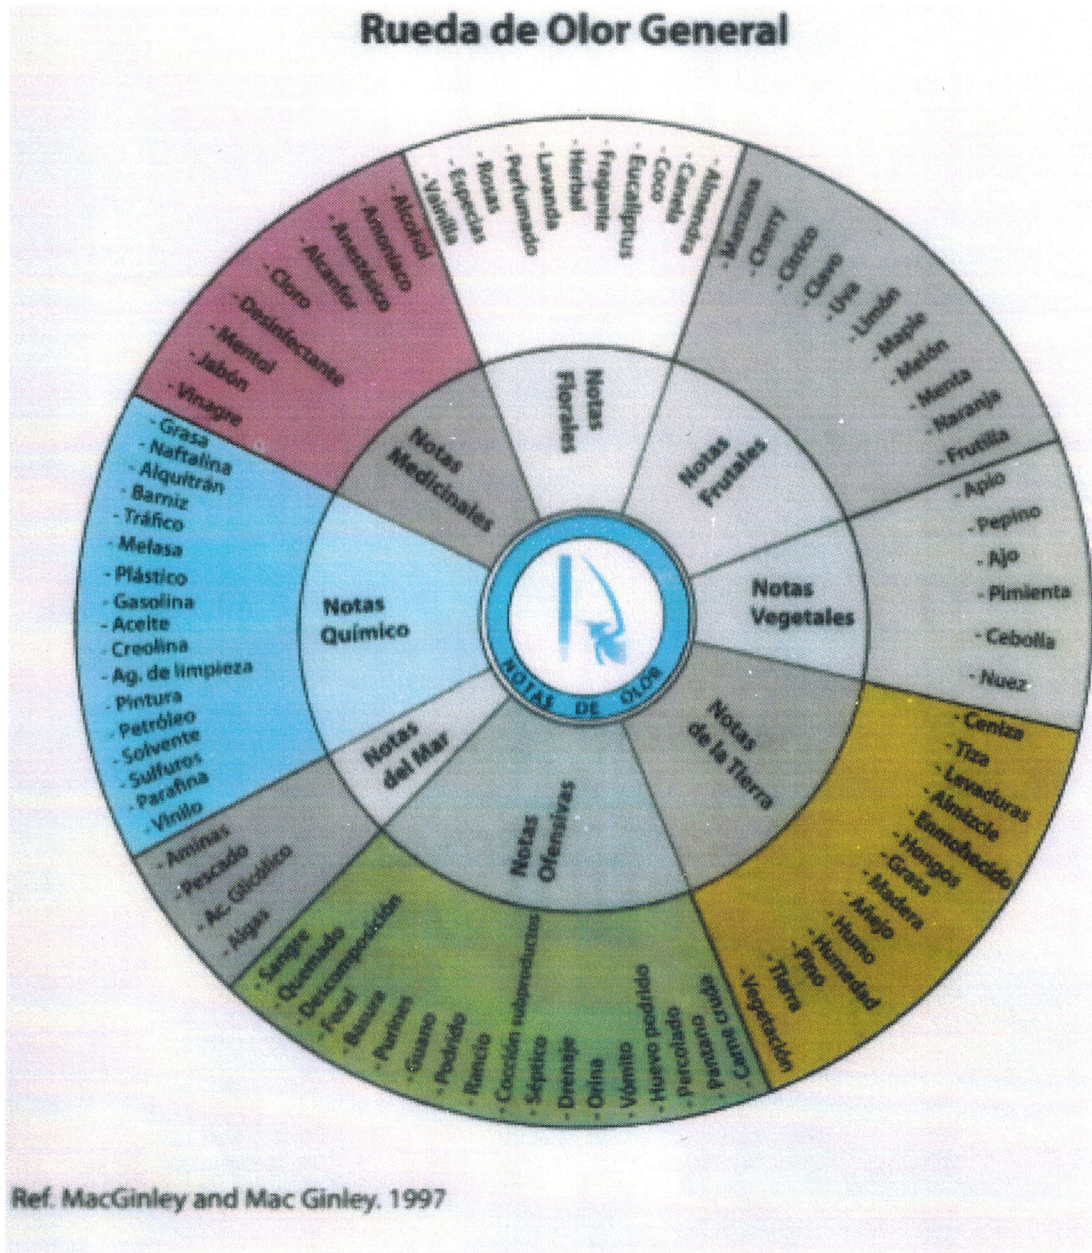 Rueda de Olor General
- Vainilla
- Especias
- Rosas
- Perfumado
- Lavanda
- Herbal
- Fragante
- Eucaliptus
- Coco
- Canela
- Almendra
Notas
Florales
- Manzana
- Cherry
- Cítrico
- Clavo
- Uva
- Limón
- Maple
- Melón
- Menta
- Naranja
- Frutilla
Notas
Frutales
- Apio
- Pepino
- Ajo
- Pimienta
- Cebolla
- Nuez
Notas
Vegetales
- Ceniza
- Tiza
- Levaduras
- Almizcle
- Enmohecido
- Hongos
- Grasa
- Madera
- Añejo
- Humo
- Humedad
- Pino
- Tierra
- Vegetación
Notas
de la Tierra
- Sangre
- Quemado
- Descomposición
- Fecal
- Basura
- Purines
- Guano
- Podrido
- Rancio
- Cocción subproductos
- Séptico
- Drenaje
- Orina
- Vómito
- Huevo podrido
- Percolado
- Pantano
- Carne cruda
Notas
Ofensivas
- Aminas
- Pescado
- Ac. Glicólico
- Algas
Notas
del Mar
- Grasa
- Naftalina
- Alquitrán
- Barniz
- Tráfico
- Melasa
- Plástico
- Gasolina
- Aceite
- Creolina
- Ag. de limpieza
- Pintura
- Petróleo
- Solvente
- Sulfuros
- Parafina
- Vinilo
Notas
Químico
- Alcohol
- Amoníaco
- Anestésico
- Alcanfor
- Cloro
- Desinfectante
- Mentol
- Jabón
- Vinagre
Notas
Medicinales
NOTAS DE OLOR
Ref. MacGinley and Mac Ginley. 1997